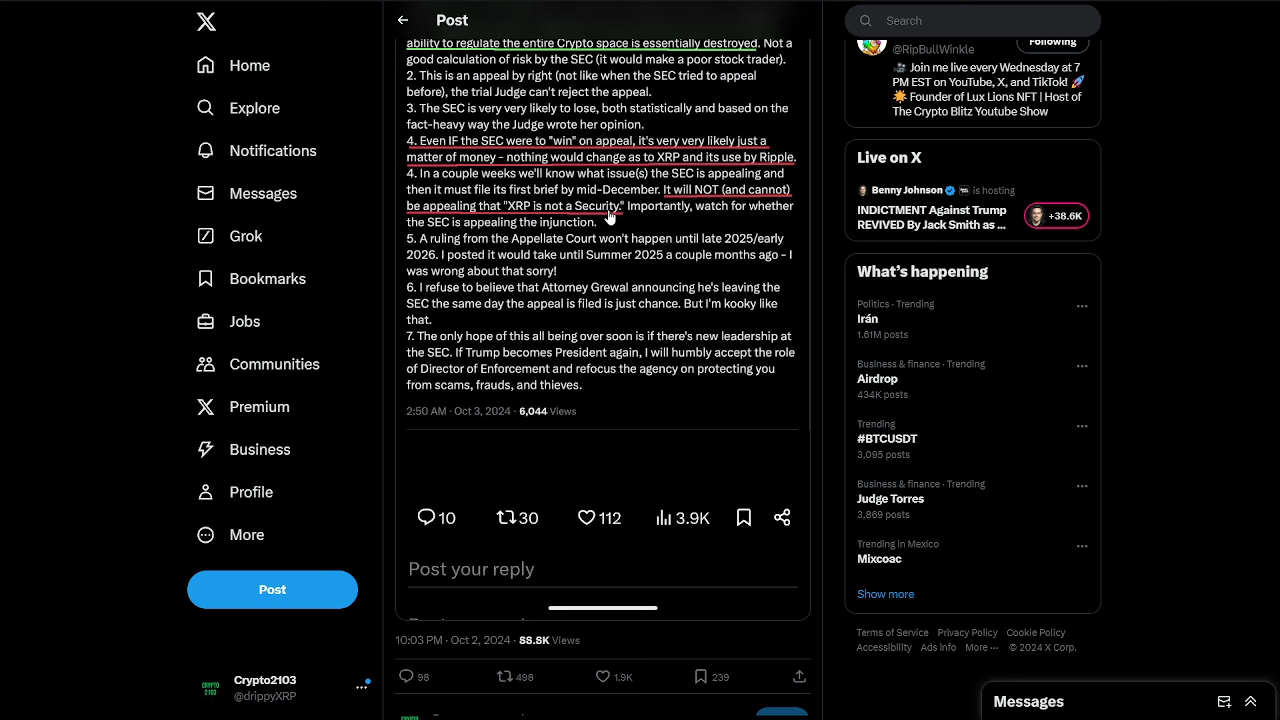 Home
Explore
Notifications
Messages
Grok
Bookmarks
Jobs
Communities
Premium
Business
Profile
More
Post
Crypto2103
@drippyXRP
Post
ability to regulate the entire Crypto space is essentially destroyed. Not a
good calculation of risk by the SEC (it would make a poor stock trader).
2. This is an appeal by right (not like when the SEC tried to appeal
before), the trial Judge can't reject the appeal.
3. The SEC is very very likely to lose, both statistically and based on the
fact-heavy way the Judge wrote her opinion.
4. Even IF the SEC were to "win" on appeal, it's very very likely just a
matter of money - nothing would change as to XRP and its use by Ripple.
4. In a couple weeks we'll know what issue(s) the SEC is appealing and
then it must file its first brief by mid-December. It will NOT (and cannot)
be appealing that "XRP is not a Security." Importantly, watch for whether
the SEC is appealing the injunction.
5. A ruling from the Appellate Court won't happen until late 2025/early
2026. I posted it would take until Summer 2025 a couple months ago - I
was wrong about that sorry!
6. I refuse to believe that Attorney Grewal announcing he's leaving the
SEC the same day the appeal is filed is just chance. But I'm kooky like
that.
7. The only hope of this all being over soon is if there's new leadership at
the SEC. If Trump becomes President again, I will humbly accept the role
of Director of Enforcement and refocus the agency on protecting you
from scams, frauds, and thieves.
2:50 AM · Oct 3, 2024 · 6,044 Views
10 30 112 3.9K
Post your reply
10:03 PM · Oct 2, 2024 · 88.8K Views
98 498 1.9K 239
Search
@RipBullWinkle
Following
Join me live every Wednesday at 7
PM EST on YouTube, X, and TikTok!
Founder of Lux Lions NFT | Host of
The Crypto Blitz Youtube Show
Live on X
Benny Johnson is hosting
INDICTMENT Against Trump
REVIVED By Jack Smith as ...
+38.6K
What's happening
Politics · Trending
Irán
1.61M posts
Business & finance · Trending
Airdrop
434K posts
Trending
#BTCUSDT
3,095 posts
Business & finance · Trending
Judge Torres
3,869 posts
Trending in Mexico
Mixcoac
Show more
Terms of Service Privacy Policy Cookie Policy
Accessibility Ads info More ··· © 2024 X Corp.
Messages